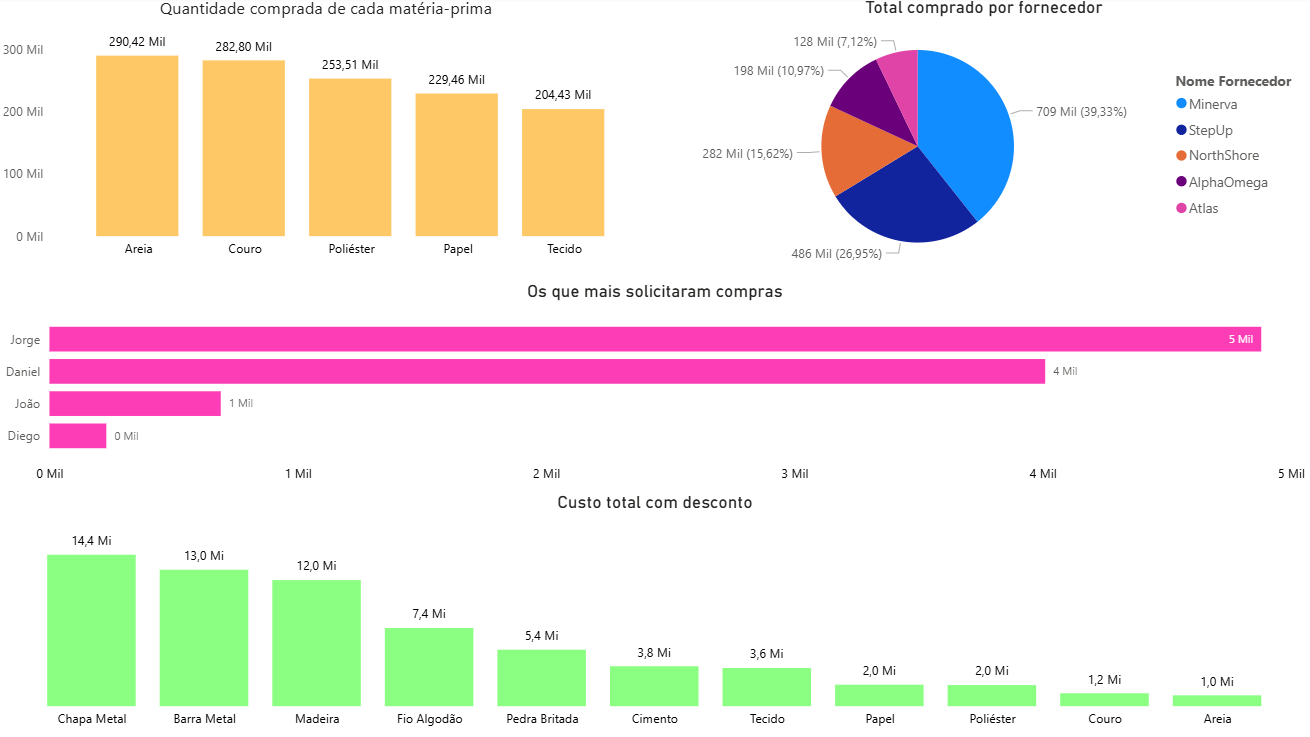 Quantidade comprada de cada matéria-prima
290,42 Mil
282,80 Mil
253,51 Mil
229,46 Mil
204,43 Mil
300 Mil
200 Mil
100 Mil
0 Mil
Areia
Couro
Poliéster
Papel
Tecido
Total comprado por fornecedor
128 Mil (7,12%)
198 Mil (10,97%)
282 Mil (15,62%)
486 Mil (26,95%)
709 Mil (39,33%)
Nome Fornecedor
Minerva
StepUp
NorthShore
AlphaOmega
Atlas
Os que mais solicitaram compras
Jorge
5 Mil
Daniel
4 Mil
João
1 Mil
Diego
0 Mil
0 Mil
1 Mil
2 Mil
3 Mil
4 Mil
5 Mil
Custo total com desconto
14,4 Mi
13,0 Mi
12,0 Mi
7,4 Mi
5,4 Mi
3,8 Mi
3,6 Mi
2,0 Mi
2,0 Mi
1,2 Mi
1,0 Mi
Chapa Metal
Barra Metal
Madeira
Fio Algodão
Pedra Britada
Cimento
Tecido
Papel
Poliéster
Couro
Areia